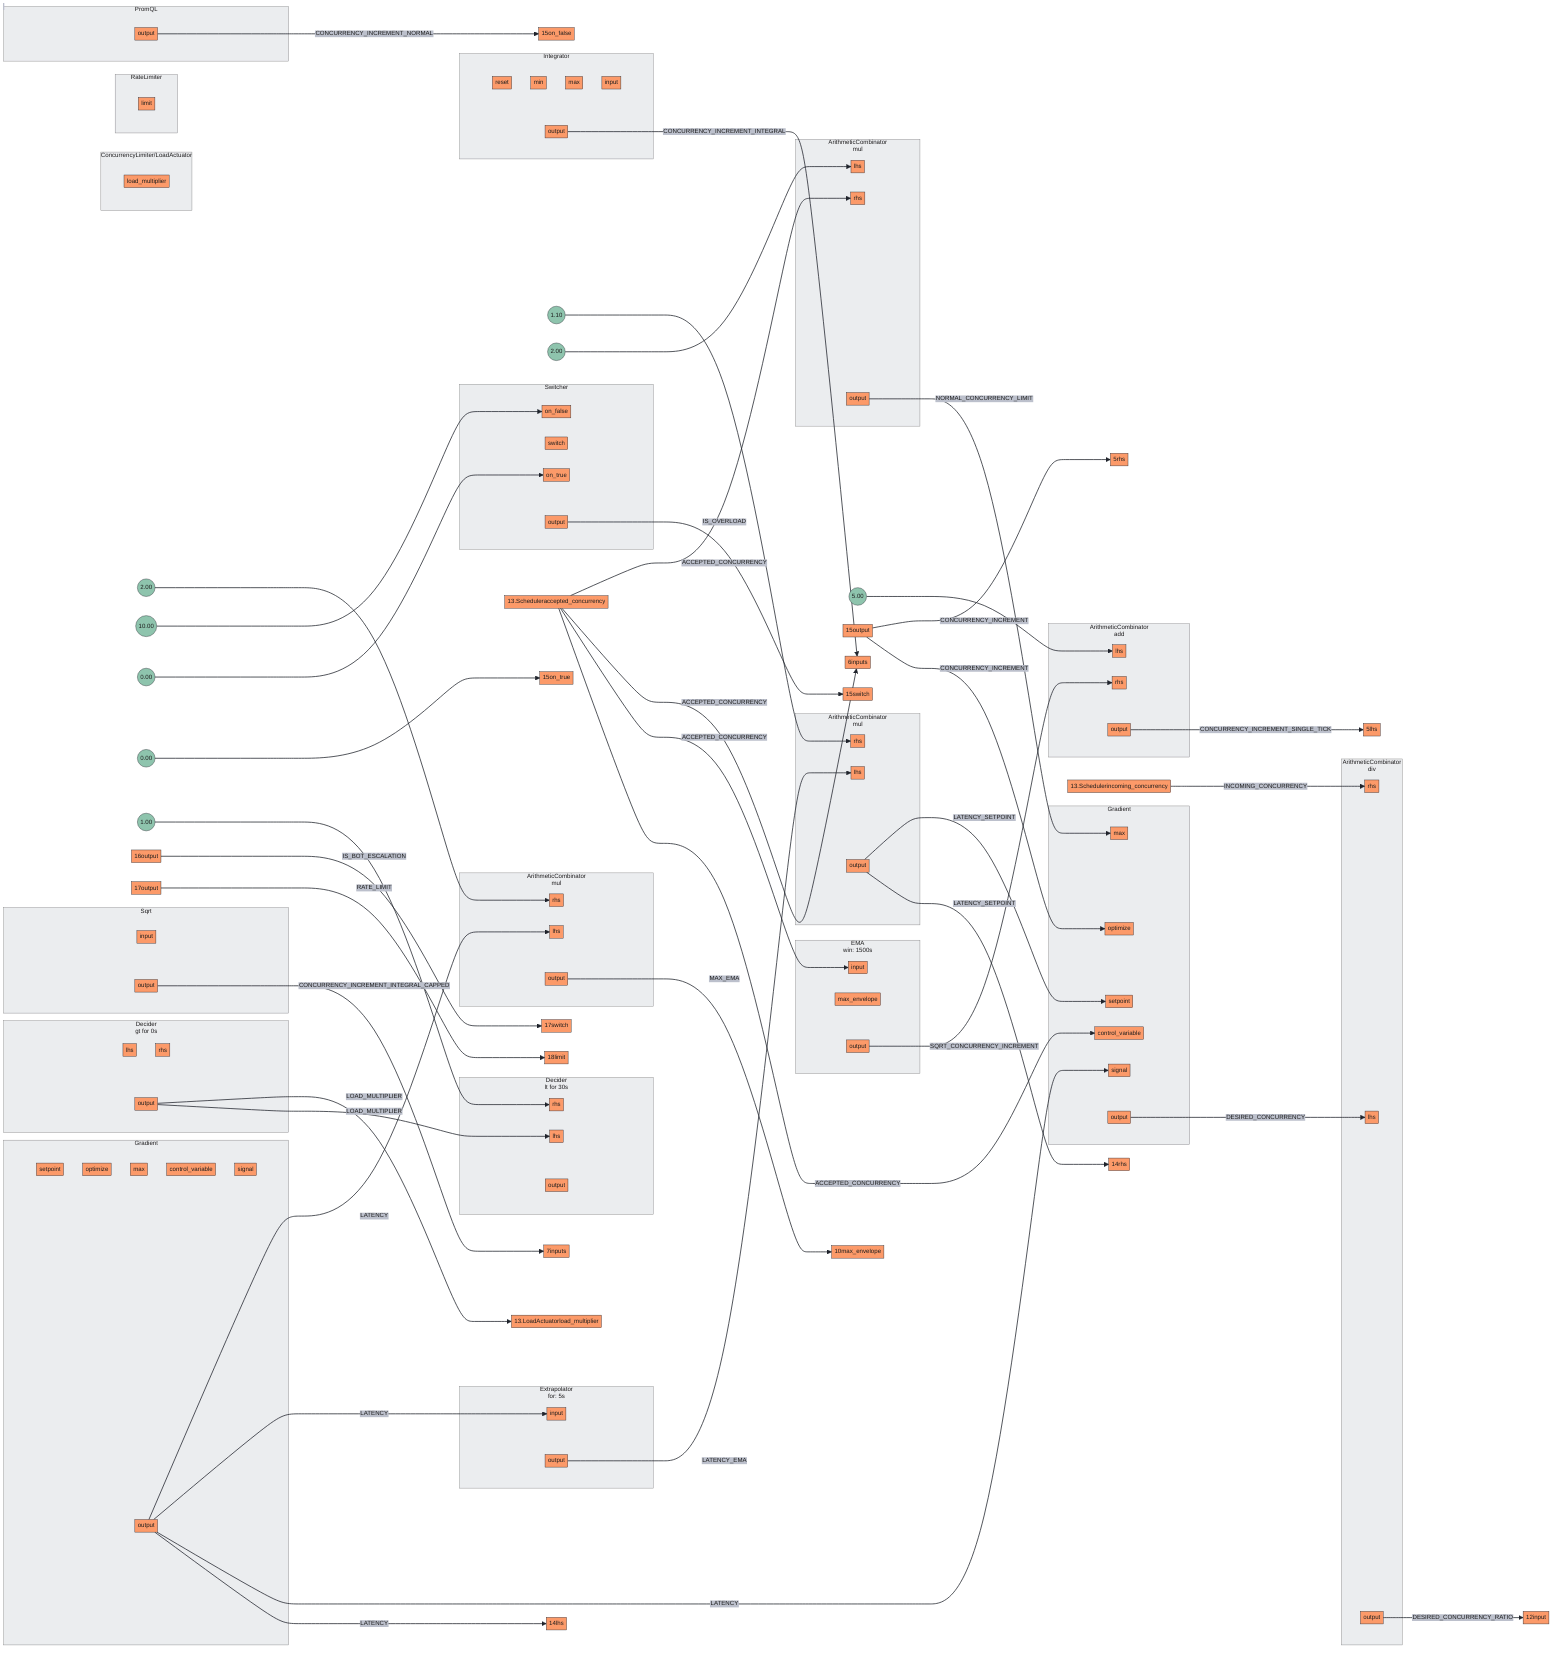 PromQL
output
CONCURRENCY_INCREMENT_NORMAL
15on_false
RateLimiter
limit
ConcurrencyLimiter/LoadActuator
load_multiplier
Integrator
reset
min
max
input
output
CONCURRENCY_INCREMENT_INTEGRAL
ArithmeticCombinator
mul
lhs
rhs
output
NORMAL_CONCURRENCY_LIMIT
1.10
2.00
Switcher
on_false
switch
on_true
output
IS_OVERLOAD
ACCEPTED_CONCURRENCY
5rhs
2.00
10.00
0.00
0.00
1.00
13.Scheduleraccepted_concurrency
15on_true
5.00
15output
6inputs
15switch
CONCURRENCY_INCREMENT
CONCURRENCY_INCREMENT
ACCEPTED_CONCURRENCY
ACCEPTED_CONCURRENCY
ArithmeticCombinator
add
lhs
rhs
output
CONCURRENCY_INCREMENT_SINGLE_TICK
5lhs
ArithmeticCombinator
mul
rhs
lhs
output
LATENCY_SETPOINT
LATENCY_SETPOINT
13.Schedulerincoming_concurrency
INCOMING_CONCURRENCY
ArithmeticCombinator
div
rhs
lhs
output
DESIRED_CONCURRENCY_RATIO
12input
Gradient
max
optimize
setpoint
control_variable
signal
output
DESIRED_CONCURRENCY
14rhs
16output
IS_BOT_ESCALATION
17output
RATE_LIMIT
Sqrt
input
output
CONCURRENCY_INCREMENT_INTEGRAL_CAPPED
ArithmeticCombinator
mul
rhs
lhs
output
MAX_EMA
EMA
win: 1500s
input
max_envelope
output
SQRT_CONCURRENCY_INCREMENT
17switch
18limit
Decider
gt for 0s
lhs
rhs
output
LOAD_MULTIPLIER
LOAD_MULTIPLIER
Decider
lt for 30s
rhs
lhs
output
ACCEPTED_CONCURRENCY
10max_envelope
7inputs
13.LoadActuatorload_multiplier
Gradient
setpoint
optimize
max
control_variable
signal
output
LATENCY
LATENCY
LATENCY
LATENCY
Extrapolator
for: 5s
input
output
LATENCY_EMA
14lhs